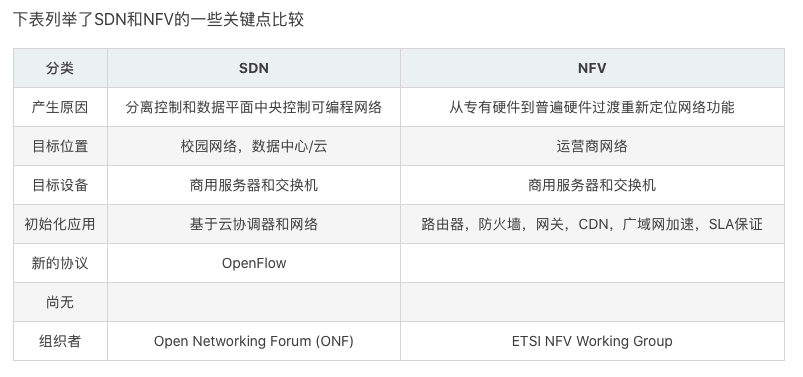 下表列举了SDN和NFV的一些关键点比较
分类 SDN NFV
产生原因 分离控制和数据平面中央控制可编程网络 从专有硬件到普遍硬件过渡重新定位网络功能
目标位置 校园网络，数据中心/云 运营商网络
目标设备 商用服务器和交换机 商用服务器和交换机
初始化应用 基于云协调器和网络 路由器，防火墙，网关，CDN，广域网加速，SLA保证
新的协议 OpenFlow
尚无
组织者 Open Networking Forum (ONF) ETSI NFV Working Group